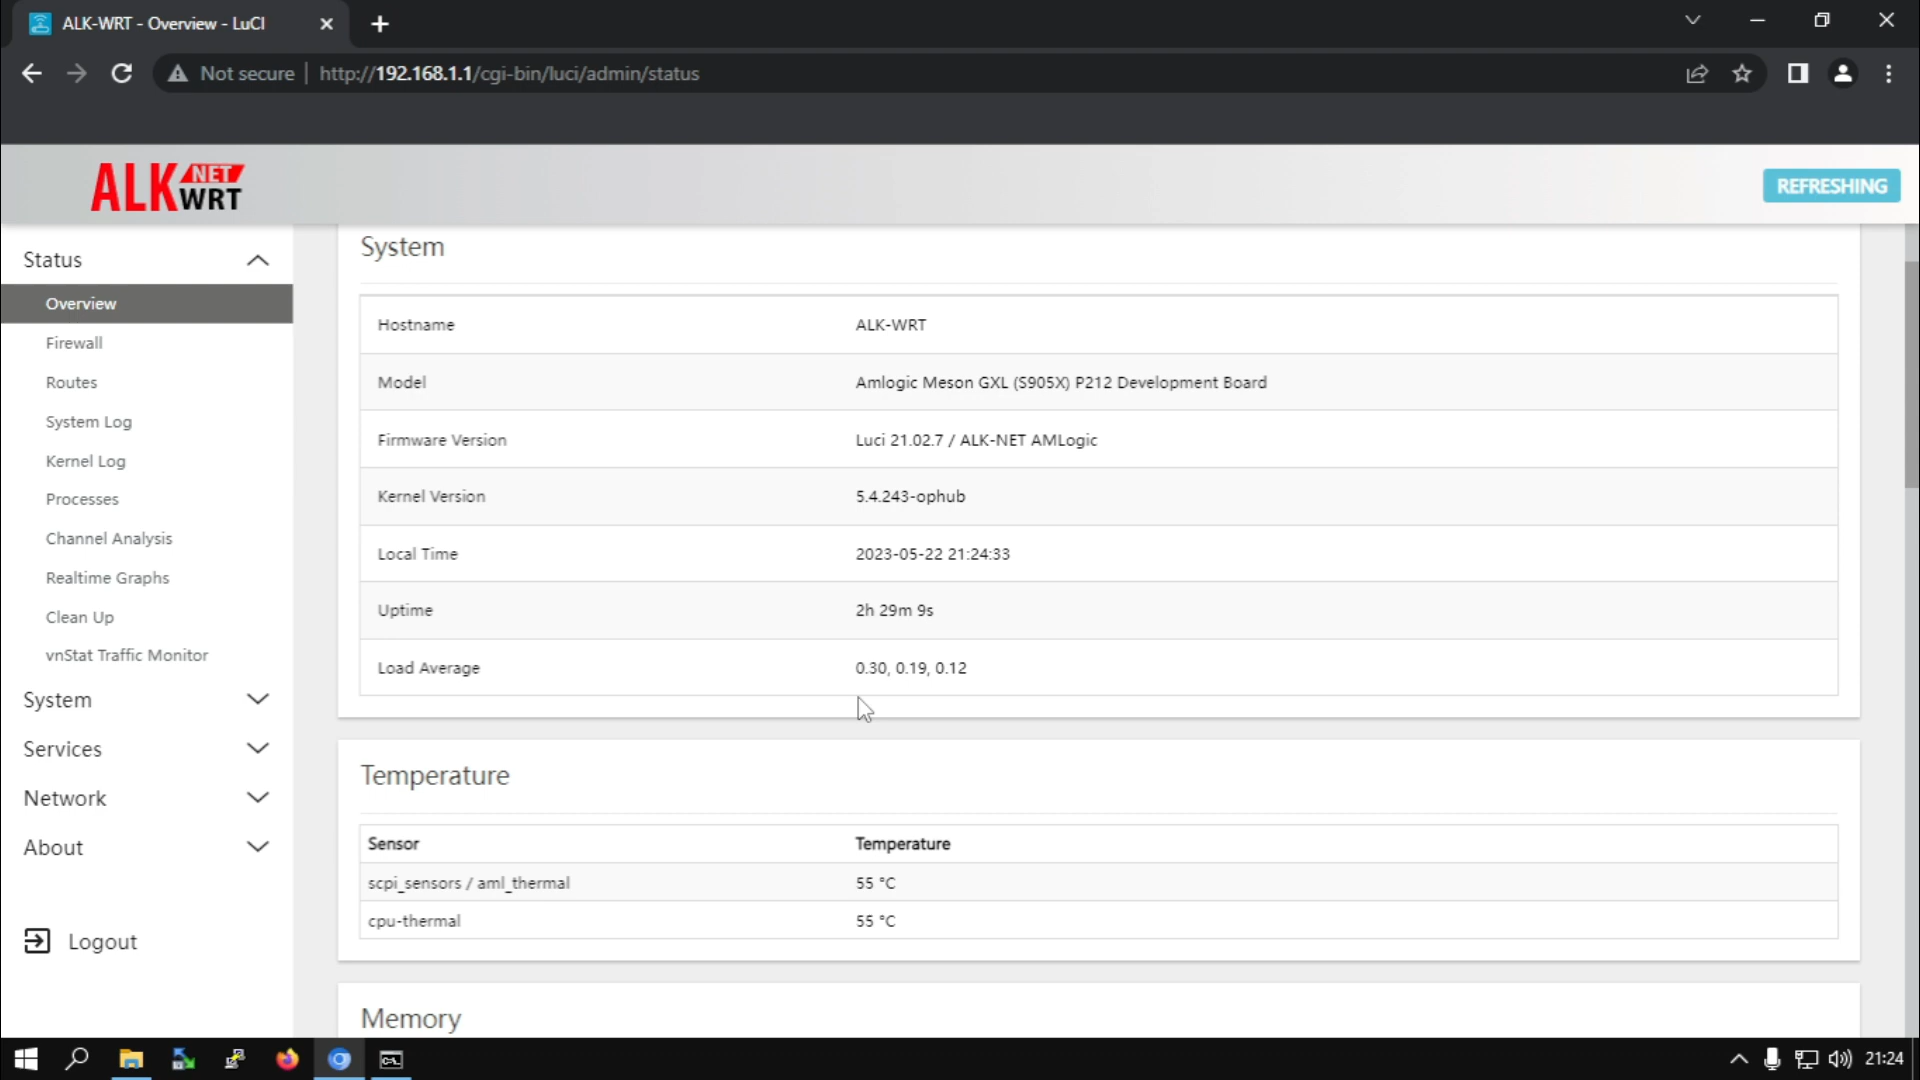 ALK-WRT - Overview - LuCI
Not secure | http://192.168.1.1/cgi-bin/luci/admin/status
ALK NET WRT
REFRESHING
Status
Overview
Firewall
Routes
System Log
Kernel Log
Processes
Channel Analysis
Realtime Graphs
Clean Up
vnStat Traffic Monitor
System
Services
Network
About
Logout
System
Hostname ALK-WRT
Model Amlogic Meson GXL (S905X) P212 Development Board
Firmware Version Luci 21.02.7 / ALK-NET AMLogic
Kernel Version 5.4.243-ophub
Local Time 2023-05-22 21:24:33
Uptime 2h 29m 9s
Load Average 0.30, 0.19, 0.12
Temperature
Sensor Temperature
scpi_sensors / aml_thermal 55 °C
cpu-thermal 55 °C
Memory
21:24